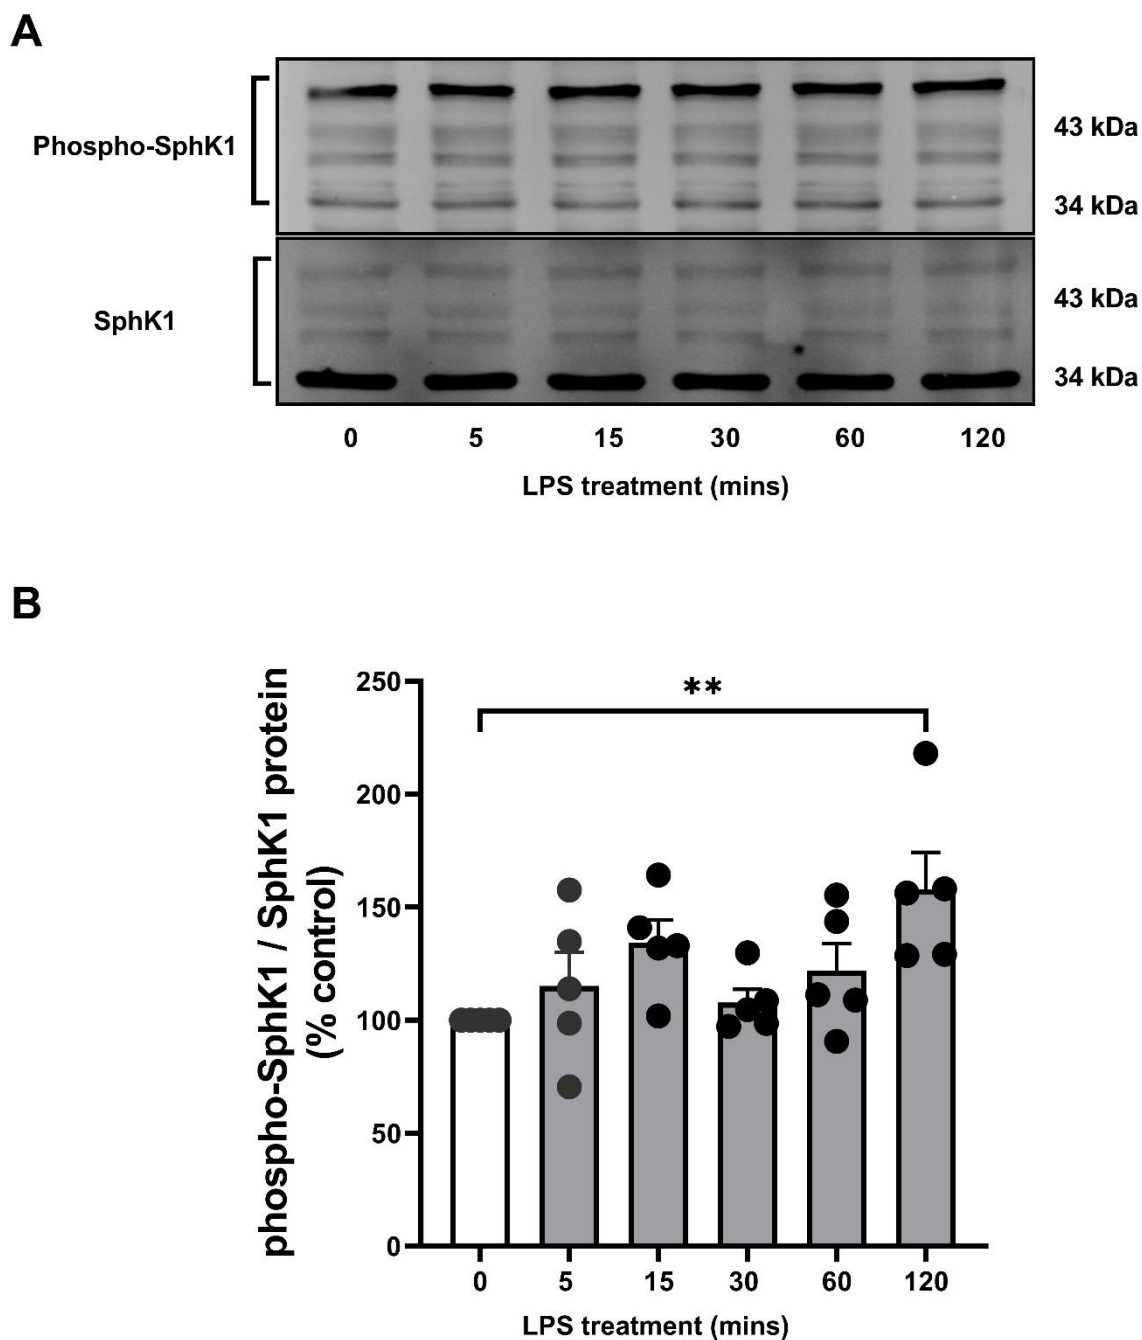 A
Phospho-SphK1
43 kDa
34 kDa
SphK1
43 kDa
34 kDa
0 5 15 30 60 120
LPS treatment (mins)
B
phospho-SphK1 / SphK1 protein
(% control)
250
200
150
100
50
0
**
0 5 15 30 60 120
LPS treatment (mins)